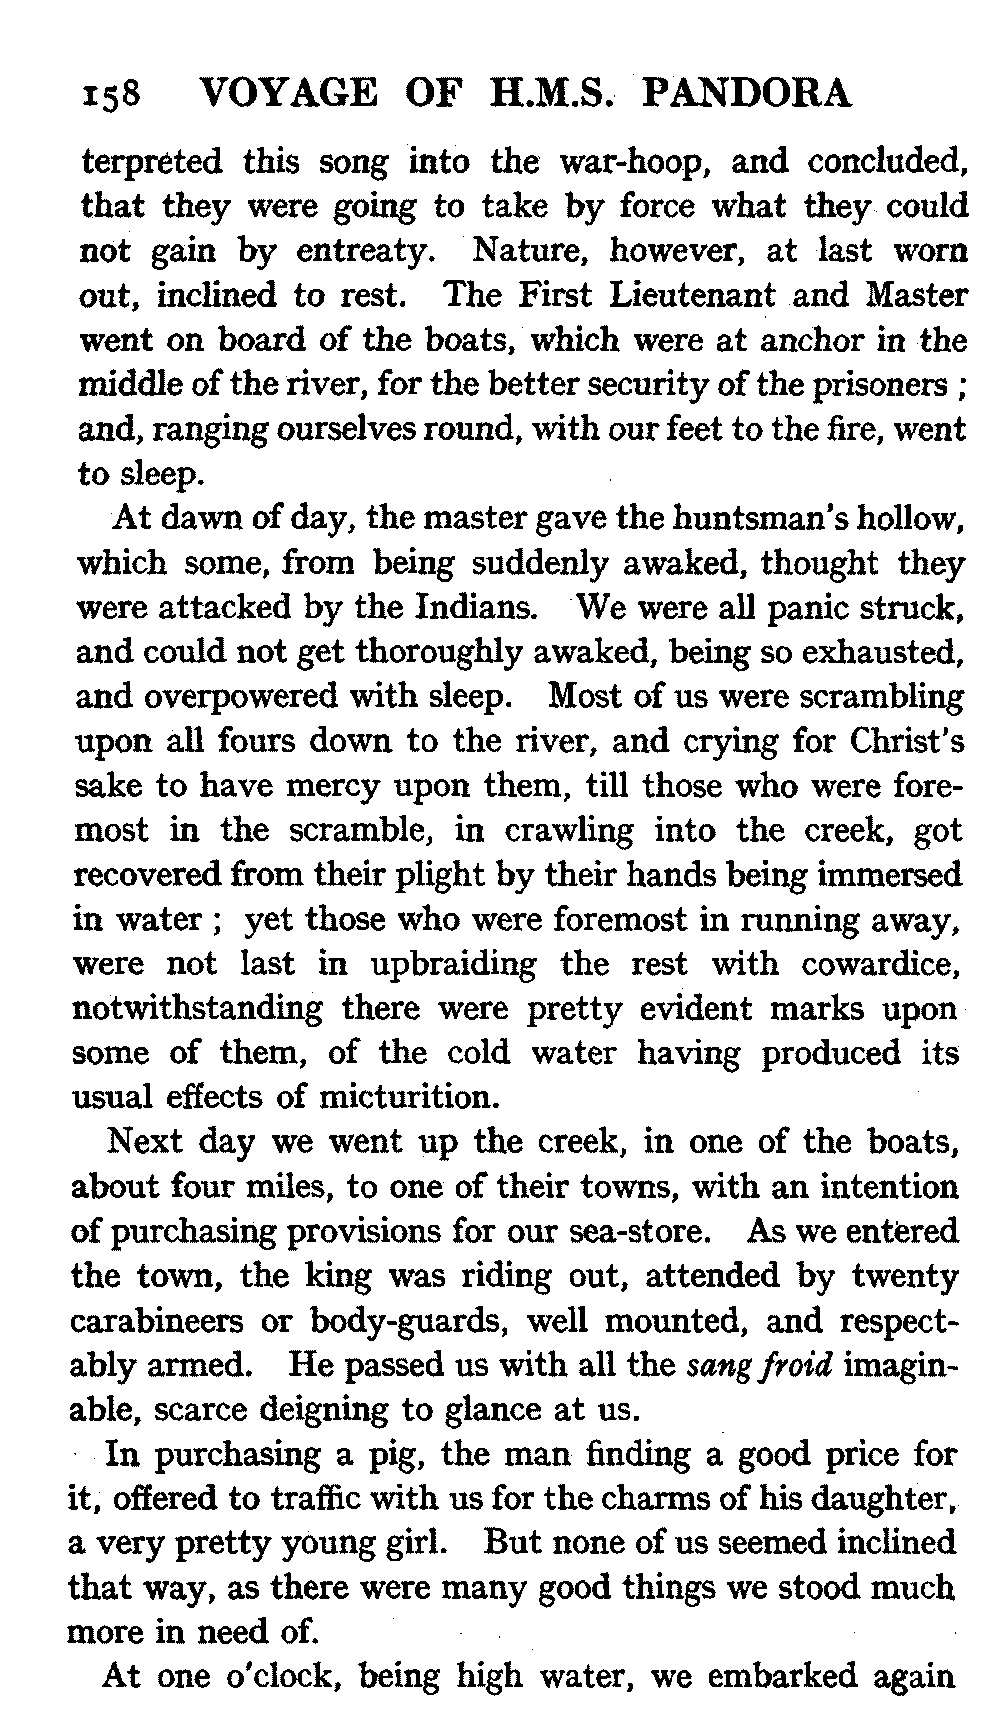 158 VOYAGE OF H.M.S. PANDORA
terpreted this song into the war-hoop, and concluded,
that they were going to take by force what they could
not gain by entreaty. Nature, however, at last worn
out, inclined to rest. The First Lieutenant and Master
went on board of the boats, which were at anchor in the
middle of the river, for the better security of the prisoners ;
and, ranging ourselves round, with our feet to the fire, went
to sleep.
At dawn of day, the master gave the huntsman's hollow,
which some, from being suddenly awaked, thought they
were attacked by the Indians. We were all panic struck,
and could not get thoroughly awaked, being so exhausted,
and overpowered with sleep. Most of us were scrambling
upon all fours down to the river, and crying for Christ's
sake to have mercy upon them, till those who were fore-
most in the scramble, in crawling into the creek, got
recovered from their plight by their hands being immersed
in water ; yet those who were foremost in running away,
were not last in upbraiding the rest with cowardice,
notwithstanding there were pretty evident marks upon
some of them, of the cold water having produced its
usual effects of micturition.
Next day we went up the creek, in one of the boats,
about four miles, to one of their towns, with an intention
of purchasing provisions for our sea-store. As we entered
the town, the king was riding out, attended by twenty
carabineers or body-guards, well mounted, and respect-
ably armed. He passed us with all the sang froid imagin-
able, scarce deigning to glance at us.
In purchasing a pig, the man finding a good price for
it, offered to traffic with us for the charms of his daughter,
a very pretty young girl. But none of us seemed inclined
that way, as there were many good things we stood much
more in need of.
At one o'clock, being high water, we embarked again